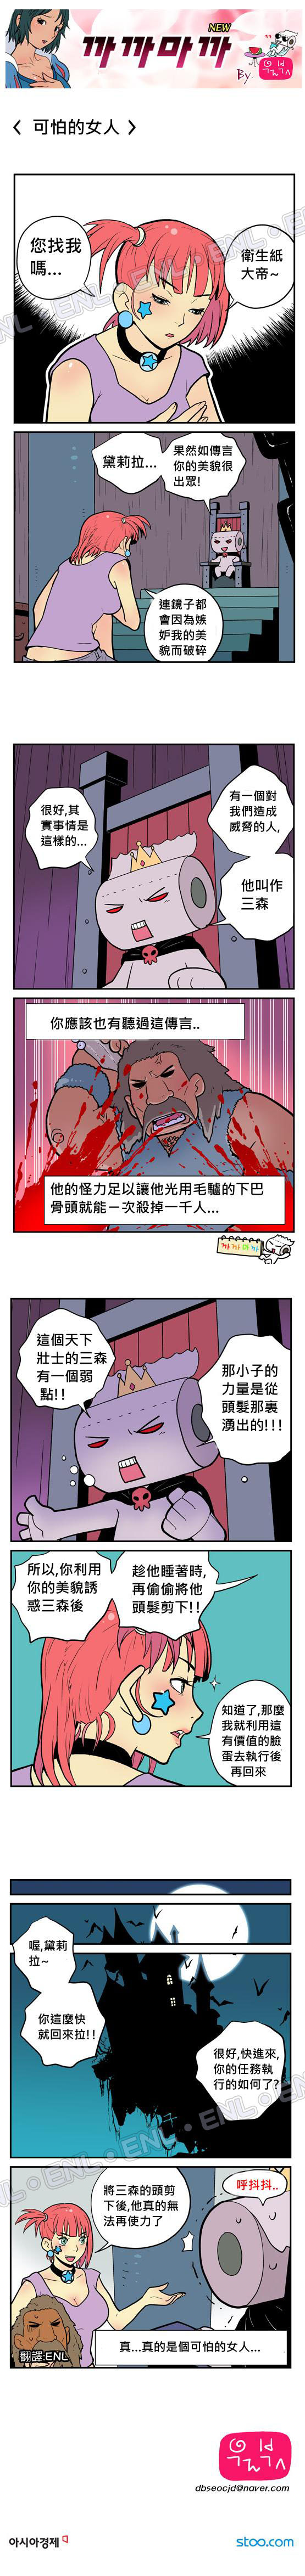 NEW
까까마까
By.
< 可怕的女人 >
您找我
嗎...
衛生紙
大帝~
黛莉拉...
果然如傳言
你的美貌很
出眾!
連鏡子都
會因為嫉
妒我的美
貌而破碎
很好,其
實事情是
這樣的...
有一個對
我們造成
威脅的人,
他叫作
三森
你應該也有聽過這傳言..
他的怪力足以讓他光用毛驢的下巴
骨頭就能一次殺掉一千人...
까까마까
這個天下
壯士的三森
有一個弱
點!!
那小子的
力量是從
頭髮那裏
湧出的!!!
所以,你利用
你的美貌誘
惑三森後
趁他睡著時,
再偷偷將他
頭髮剪下!!
知道了,那麼
我就利用這
有價值的臉
蛋去執行後
再回來
喔,黛莉
拉~
你這麼快
就回來拉!!
很好,快進來,
你的任務執
行的如何了?
將三森的頭剪
下後,他真的無
法再使力了
呼抖抖..
翻譯:ENL
真...真的是個可怕的女人...
dbseocjd@naver.com
아시아경제
stoo.com
ENL